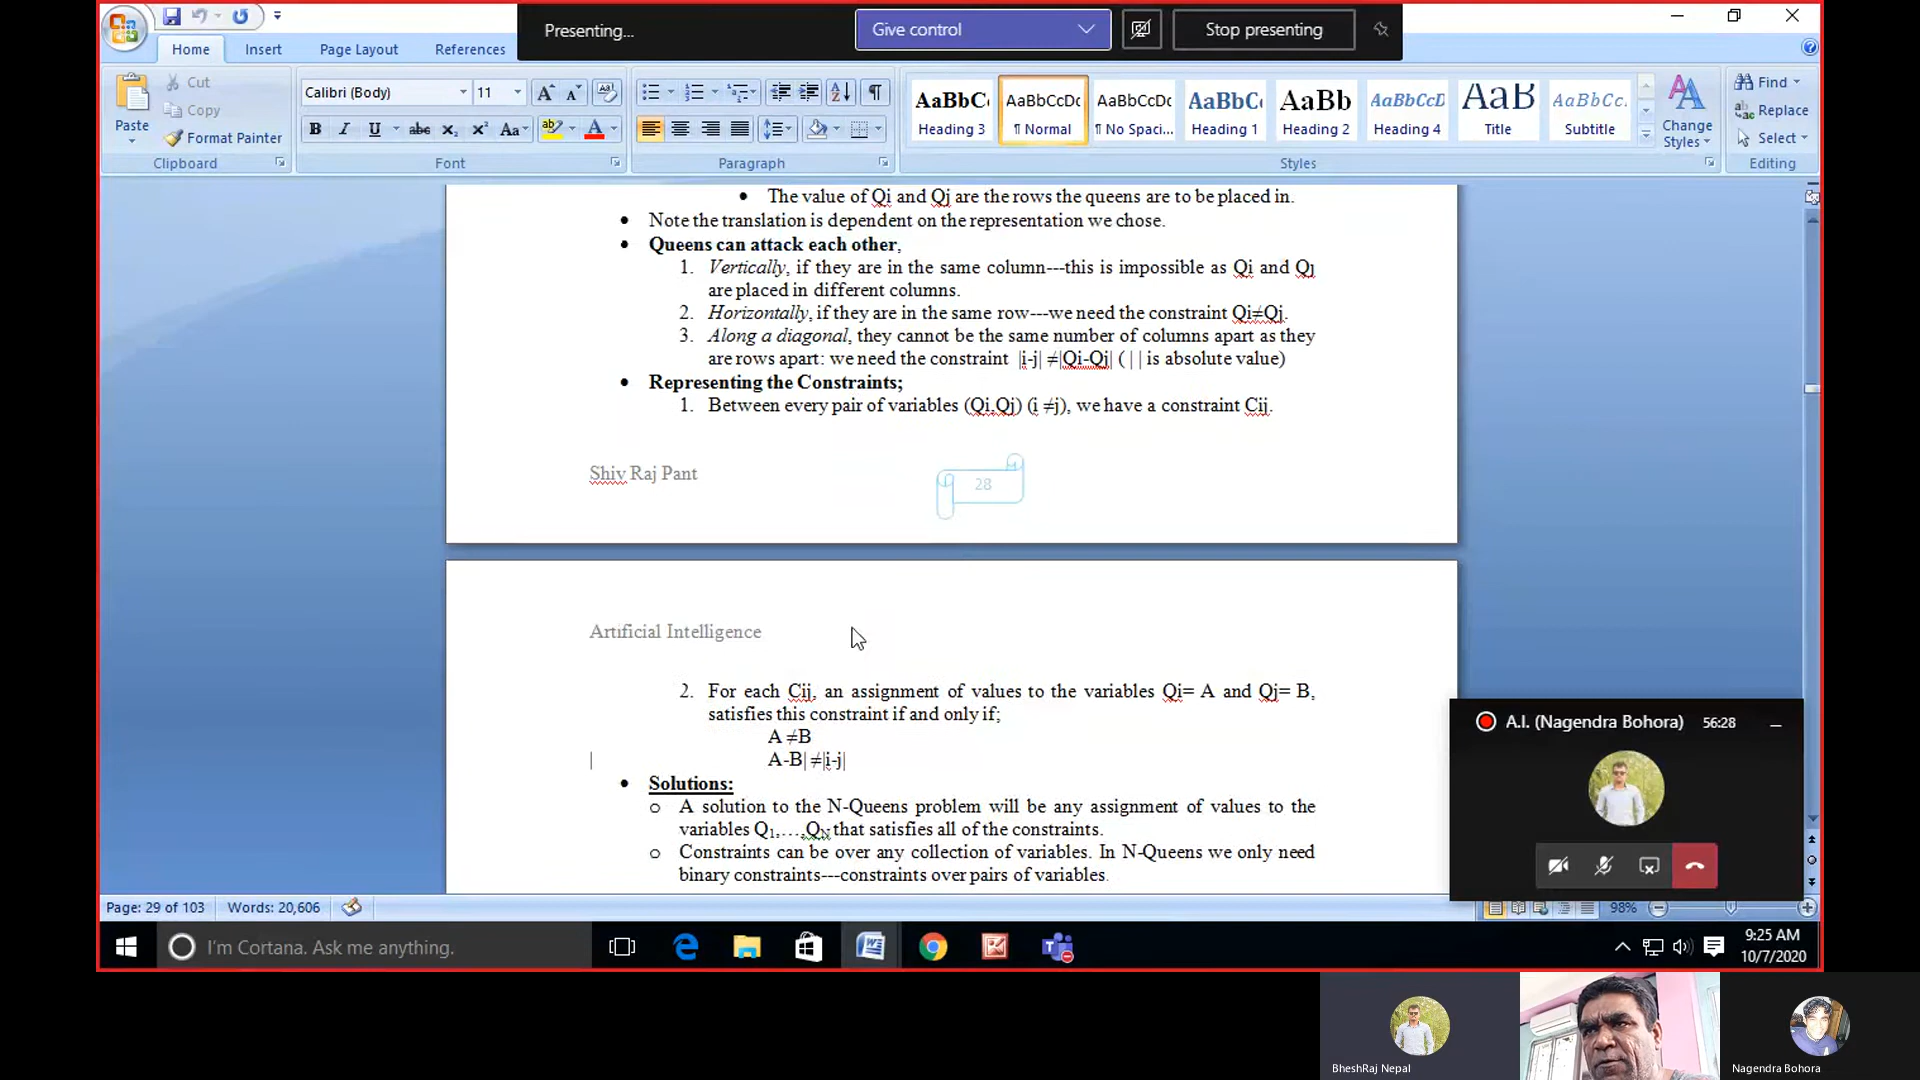 Presenting...
Give control
Stop presenting
Home
Insert
Page Layout
References
Paste
Cut
Copy
Format Painter
Clipboard
Calibri (Body)
11
Font
Paragraph
AaBbC
Heading 3
AaBbCcDc
¶ Normal
AaBbCcDc
¶ No Spaci...
AaBbC
Heading 1
AaBb
Heading 2
AaBbCcD
Heading 4
AaB
Title
AaBbCc.
Subtitle
Change Styles
Styles
Find
Replace
Select
Editing
• The value of Qi and Qj are the rows the queens are to be placed in.
• Note the translation is dependent on the representation we chose.
• Queens can attack each other,
1. Vertically, if they are in the same column---this is impossible as Qi and Qj
are placed in different columns.
2. Horizontally, if they are in the same row---we need the constraint Qi≠Qj.
3. Along a diagonal, they cannot be the same number of columns apart as they
are rows apart: we need the constraint |i-j| ≠|Qi-Qj| ( | | is absolute value)
• Representing the Constraints;
1. Between every pair of variables (Qi,Qj) (i ≠j), we have a constraint Cij.
Shiv Raj Pant
28
Artificial Intelligence
2. For each Cij, an assignment of values to the variables Qi= A and Qj= B,
satisfies this constraint if and only if;
A ≠B
A-B| ≠|i-j|
• Solutions:
o A solution to the N-Queens problem will be any assignment of values to the
variables Q1,…,QN that satisfies all of the constraints.
o Constraints can be over any collection of variables. In N-Queens we only need
binary constraints---constraints over pairs of variables.
A.I. (Nagendra Bohora)
56:28
Page: 29 of 103
Words: 20,606
98%
I'm Cortana. Ask me anything.
9:25 AM
10/7/2020
BheshRaj Nepal
Nagendra Bohora